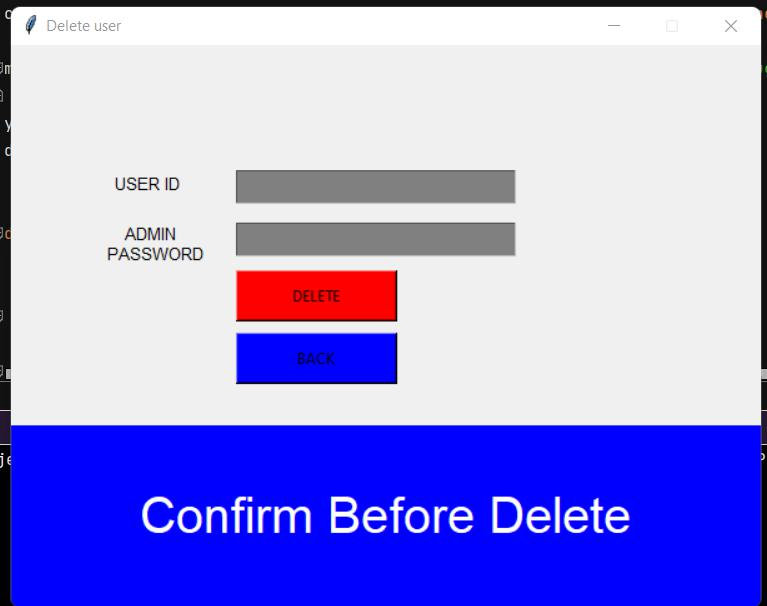 Delete user
USER ID
ADMIN
PASSWORD
DELETE
BACK
Confirm Before Delete